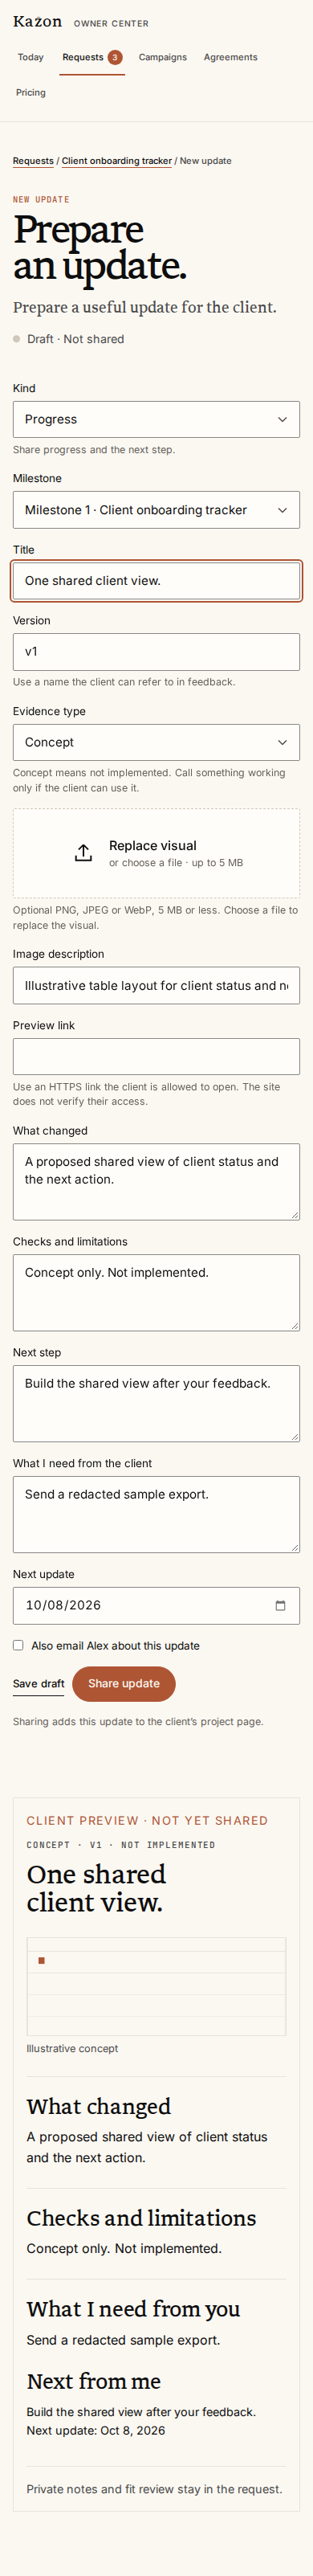 Kazon OWNER CENTER
Today Requests 3 Campaigns Agreements
Pricing
Requests / Client onboarding tracker / New update
NEW UPDATE
Prepare
an update.
Prepare a useful update for the client.
Draft · Not shared
Kind
Progress
Share progress and the next step.
Milestone
Milestone 1 · Client onboarding tracker
Title
One shared client view.
Version
v1
Use a name the client can refer to in feedback.
Evidence type
Concept
Concept means not implemented. Call something working
only if the client can use it.
Replace visual
or choose a file · up to 5 MB
Optional PNG, JPEG or WebP, 5 MB or less. Choose a file to
replace the visual.
Image description
Illustrative table layout for client status and
Preview link
Use an HTTPS link the client is allowed to open. The site
does not verify their access.
What changed
A proposed shared view of client status and
the next action.
Checks and limitations
Concept only. Not implemented.
Next step
Build the shared view after your feedback.
What I need from the client
Send a redacted sample export.
Next update
10/08/2026
Also email Alex about this update
Save draft Share update
Sharing adds this update to the client's project page.
CLIENT PREVIEW · NOT YET SHARED
CONCEPT · V1 · NOT IMPLEMENTED
One shared
client view.
Illustrative concept
What changed
A proposed shared view of client status
and the next action.
Checks and limitations
Concept only. Not implemented.
What I need from you
Send a redacted sample export.
Next from me
Build the shared view after your feedback.
Next update: Oct 8, 2026
Private notes and fit review stay in the request.